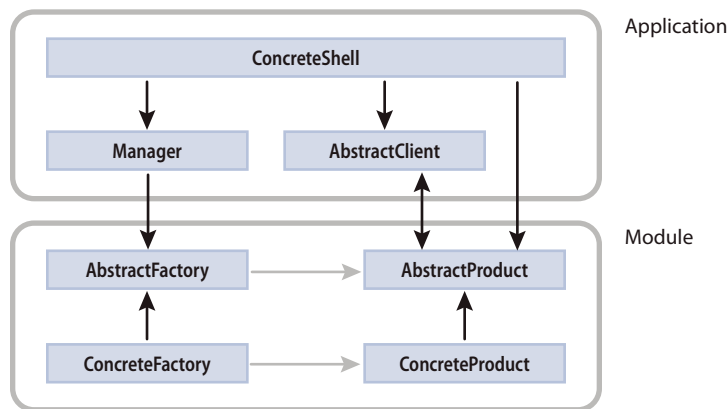 Application
ConcreteShell
Manager
AbstractClient
Module
AbstractFactory
AbstractProduct
ConcreteFactory
ConcreteProduct